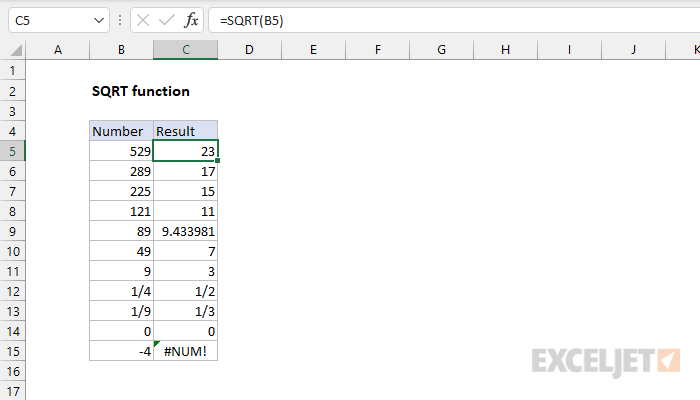 C5 fx =SQRT(B5)
A B C D E F G H I J K
1
2 SQRT function
3
4 Number Result
5 529 23
6 289 17
7 225 15
8 121 11
9 89 9.433981
10 49 7
11 9 3
12 1/4 1/2
13 1/9 1/3
14 0 0
15 -4 #NUM!
16
17
EXCELJET